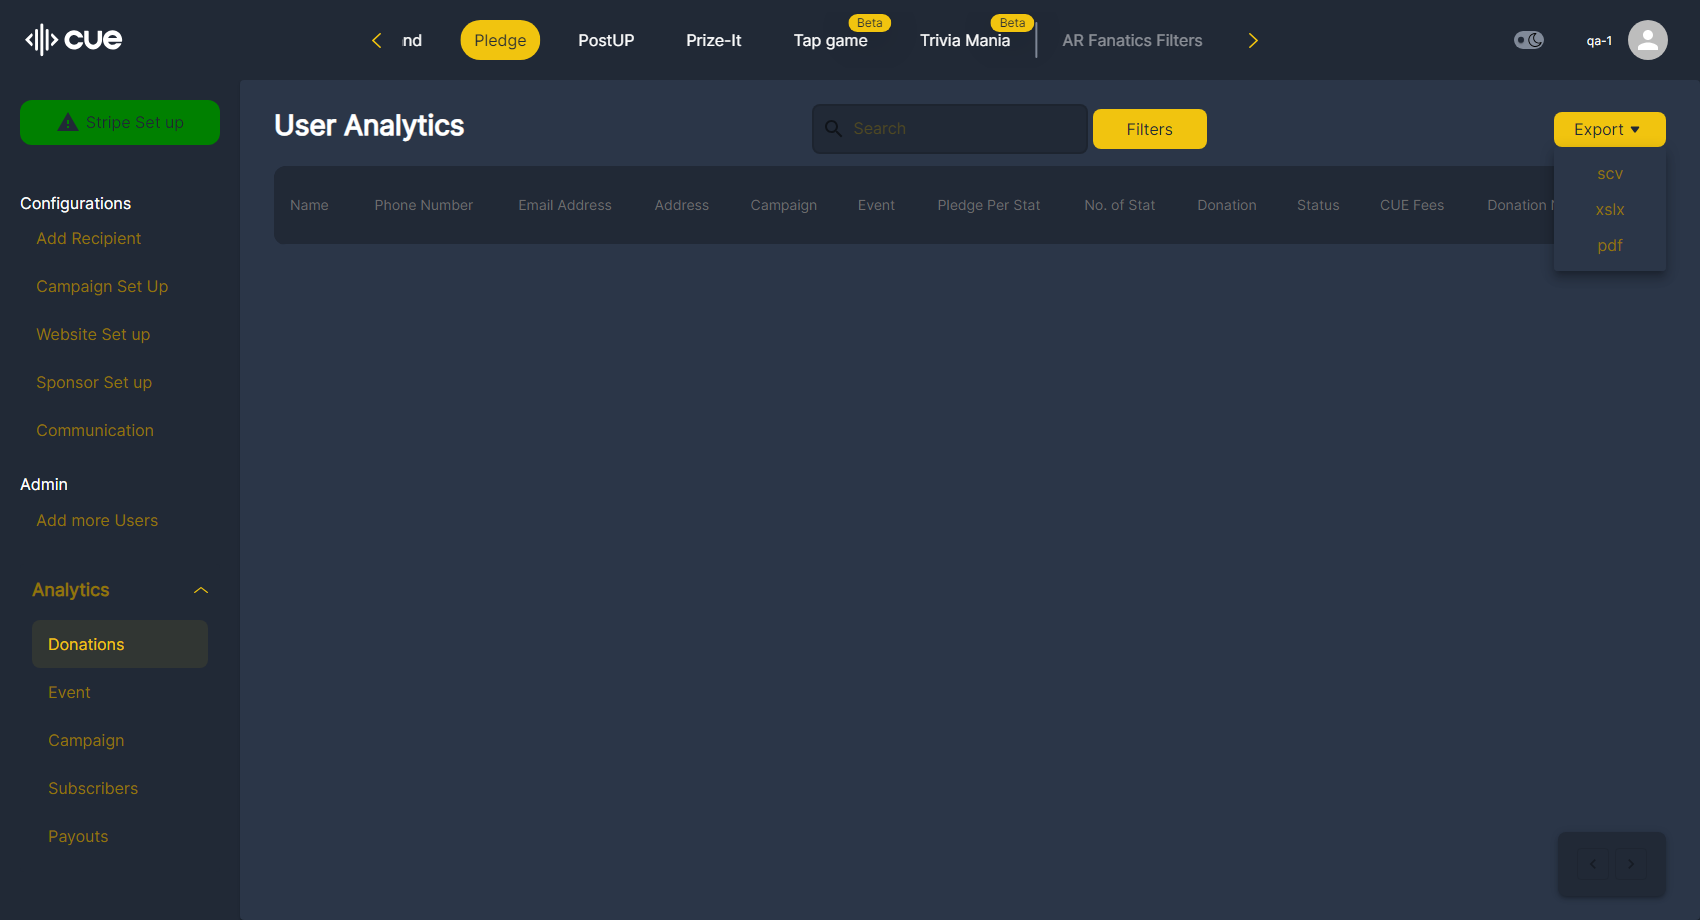 cue
nd
Pledge
PostUP
Prize-It
Tap game
Beta
Trivia Mania
Beta
AR Fanatics Filters
qa-1
Stripe Set up
Configurations
Add Recipient
Campaign Set Up
Website Set up
Sponsor Set up
Communication
Admin
Add more Users
Analytics
Donations
Event
Campaign
Subscribers
Payouts
User Analytics
Search
Filters
Export
scv
xslx
pdf
Name
Phone Number
Email Address
Address
Campaign
Event
Pledge Per Stat
No. of Stat
Donation
Status
CUE Fees
Donation